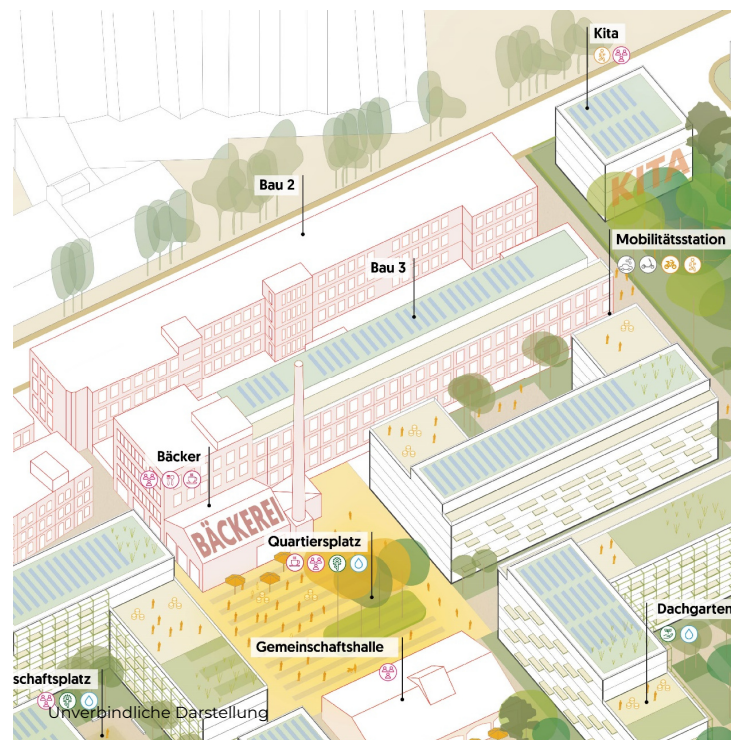 Kita
KITA
Bau 2
Mobilitätsstation
Bau 3
Bäcker
BÄCKEREI
Quartiersplatz
Dachgarten
Gemeinschaftshalle
schaftsplatz
Unverbindliche Darstellung